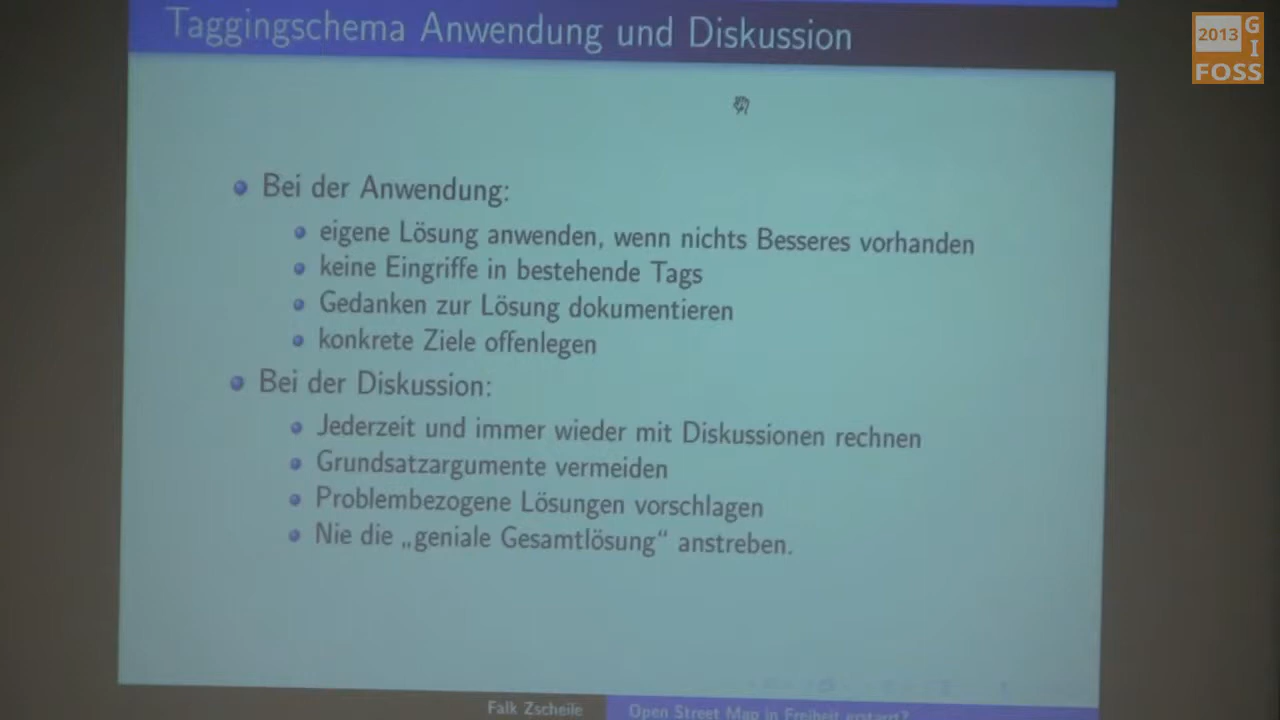 Taggingschema Anwendung und Diskussion
2013
G
I
FOSS
Bei der Anwendung:
eigene Lösung anwenden, wenn nichts Besseres vorhanden
keine Eingriffe in bestehende Tags
Gedanken zur Lösung dokumentieren
konkrete Ziele offenlegen
Bei der Diskussion:
Jederzeit und immer wieder mit Diskussionen rechnen
Grundsatzargumente vermeiden
Problembezogene Lösungen vorschlagen
Nie die „geniale Gesamtlösung“ anstreben.
Falk Zscheile
Open Street Map in Freiheit erstarrt?